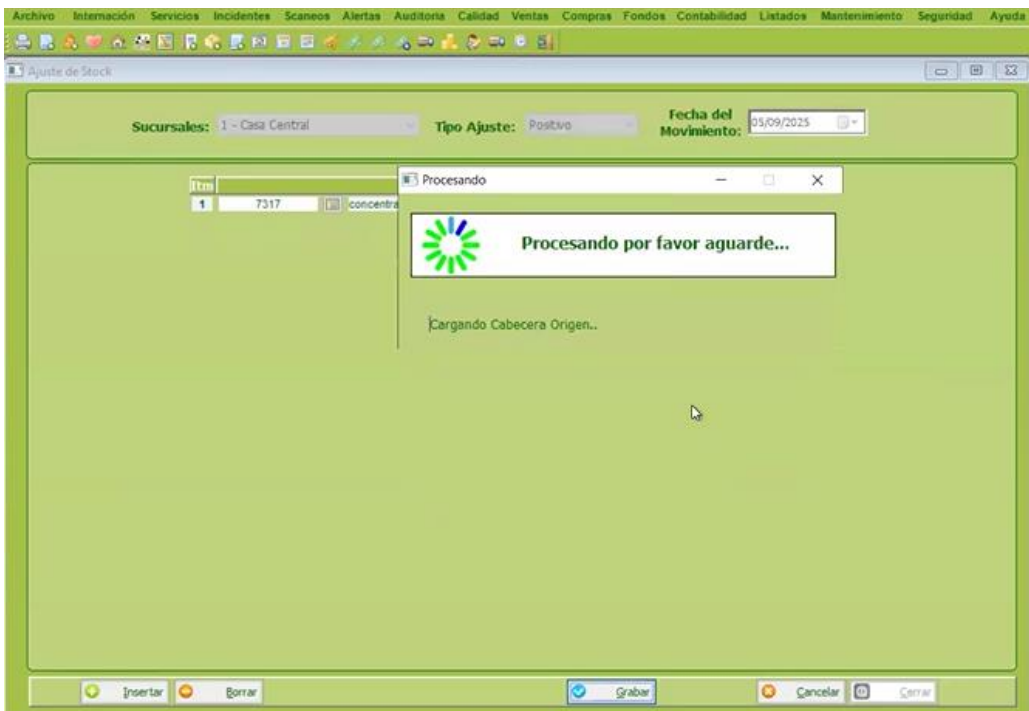 Archivo Internación Servicios Incidentes Scaneos Alertas Auditoria Calidad Ventas Compras Fondos Contabilidad Listados Mantenimiento Seguridad Ayuda
Ajuste de Stock
Sucursales: 1 - Casa Central Tipo Ajuste: Positivo Fecha del Movimiento: 05/09/2025
Itm
1 7317 concentra
Procesando
Procesando por favor aguarde...
Cargando Cabecera Origen..
Insertar Borrar Grabar Cancelar Cerrar